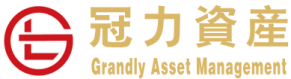 冠力資産
Grandly Asset Management